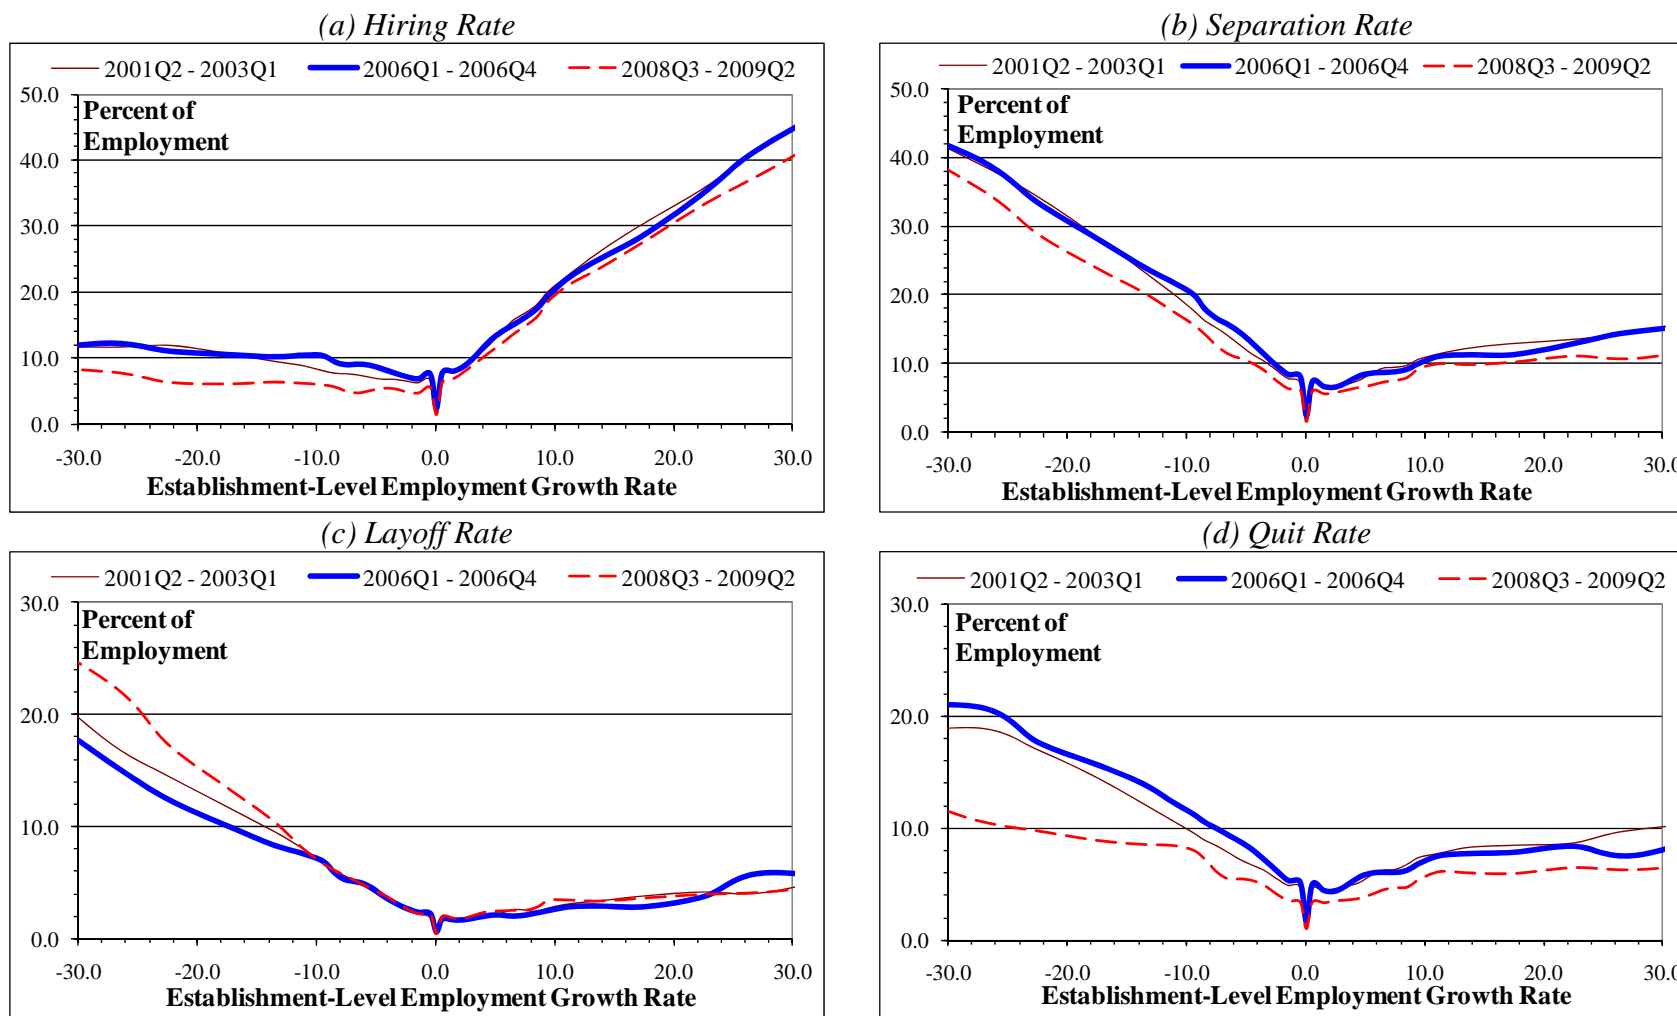 (a) Hiring Rate
2001Q2 - 2003Q1 2006Q1 - 2006Q4 2008Q3 - 2009Q2
Percent of
Employment
50.0
40.0
30.0
20.0
10.0
0.0
-30.0 -20.0 -10.0 0.0 10.0 20.0 30.0
Establishment-Level Employment Growth Rate
(b) Separation Rate
2001Q2 - 2003Q1 2006Q1 - 2006Q4 2008Q3 - 2009Q2
Percent of
Employment
50.0
40.0
30.0
20.0
10.0
0.0
-30.0 -20.0 -10.0 0.0 10.0 20.0 30.0
Establishment-Level Employment Growth Rate
(c) Layoff Rate
2001Q2 - 2003Q1 2006Q1 - 2006Q4 2008Q3 - 2009Q2
Percent of
Employment
30.0
20.0
10.0
0.0
-30.0 -20.0 -10.0 0.0 10.0 20.0 30.0
Establishment-Level Employment Growth Rate
(d) Quit Rate
2001Q2 - 2003Q1 2006Q1 - 2006Q4 2008Q3 - 2009Q2
Percent of
Employment
30.0
20.0
10.0
0.0
-30.0 -20.0 -10.0 0.0 10.0 20.0 30.0
Establishment-Level Employment Growth Rate